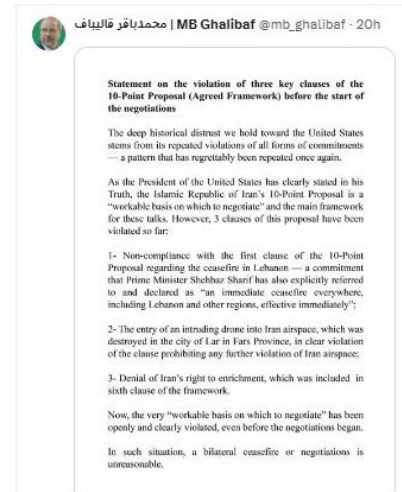 محمدباقر قالیباف | MB Ghalibaf @mb_ghalibaf · 20h
Statement on the violation of three key clauses of the
10-Point Proposal (Agreed Framework) before the start of
the negotiations
The deep historical distrust we hold toward the United States
stems from its repeated violations of all forms of commitments
— a pattern that has regrettably been repeated once again.
As the President of the United States has clearly stated in his
Truth, the Islamic Republic of Iran's 10-Point Proposal is a
"workable basis on which to negotiate" and the main framework
for these talks. However, 3 clauses of this proposal have been
violated so far:
1- Non-compliance with the first clause of the 10-Point
Proposal regarding the ceasefire in Lebanon — a commitment
that Prime Minister Shehbaz Sharif has also explicitly referred
to and declared as "an immediate ceasefire everywhere,
including Lebanon and other regions, effective immediately";
2- The entry of an intruding drone into Iran airspace, which was
destroyed in the city of Lar in Fars Province, in clear violation
of the clause prohibiting any further violation of Iran airspace;
3- Denial of Iran's right to enrichment, which was included in
sixth clause of the framework.
Now, the very "workable basis on which to negotiate" has been
openly and clearly violated, even before the negotiations began.
In such situation, a bilateral ceasefire or negotiations is
unreasonable.